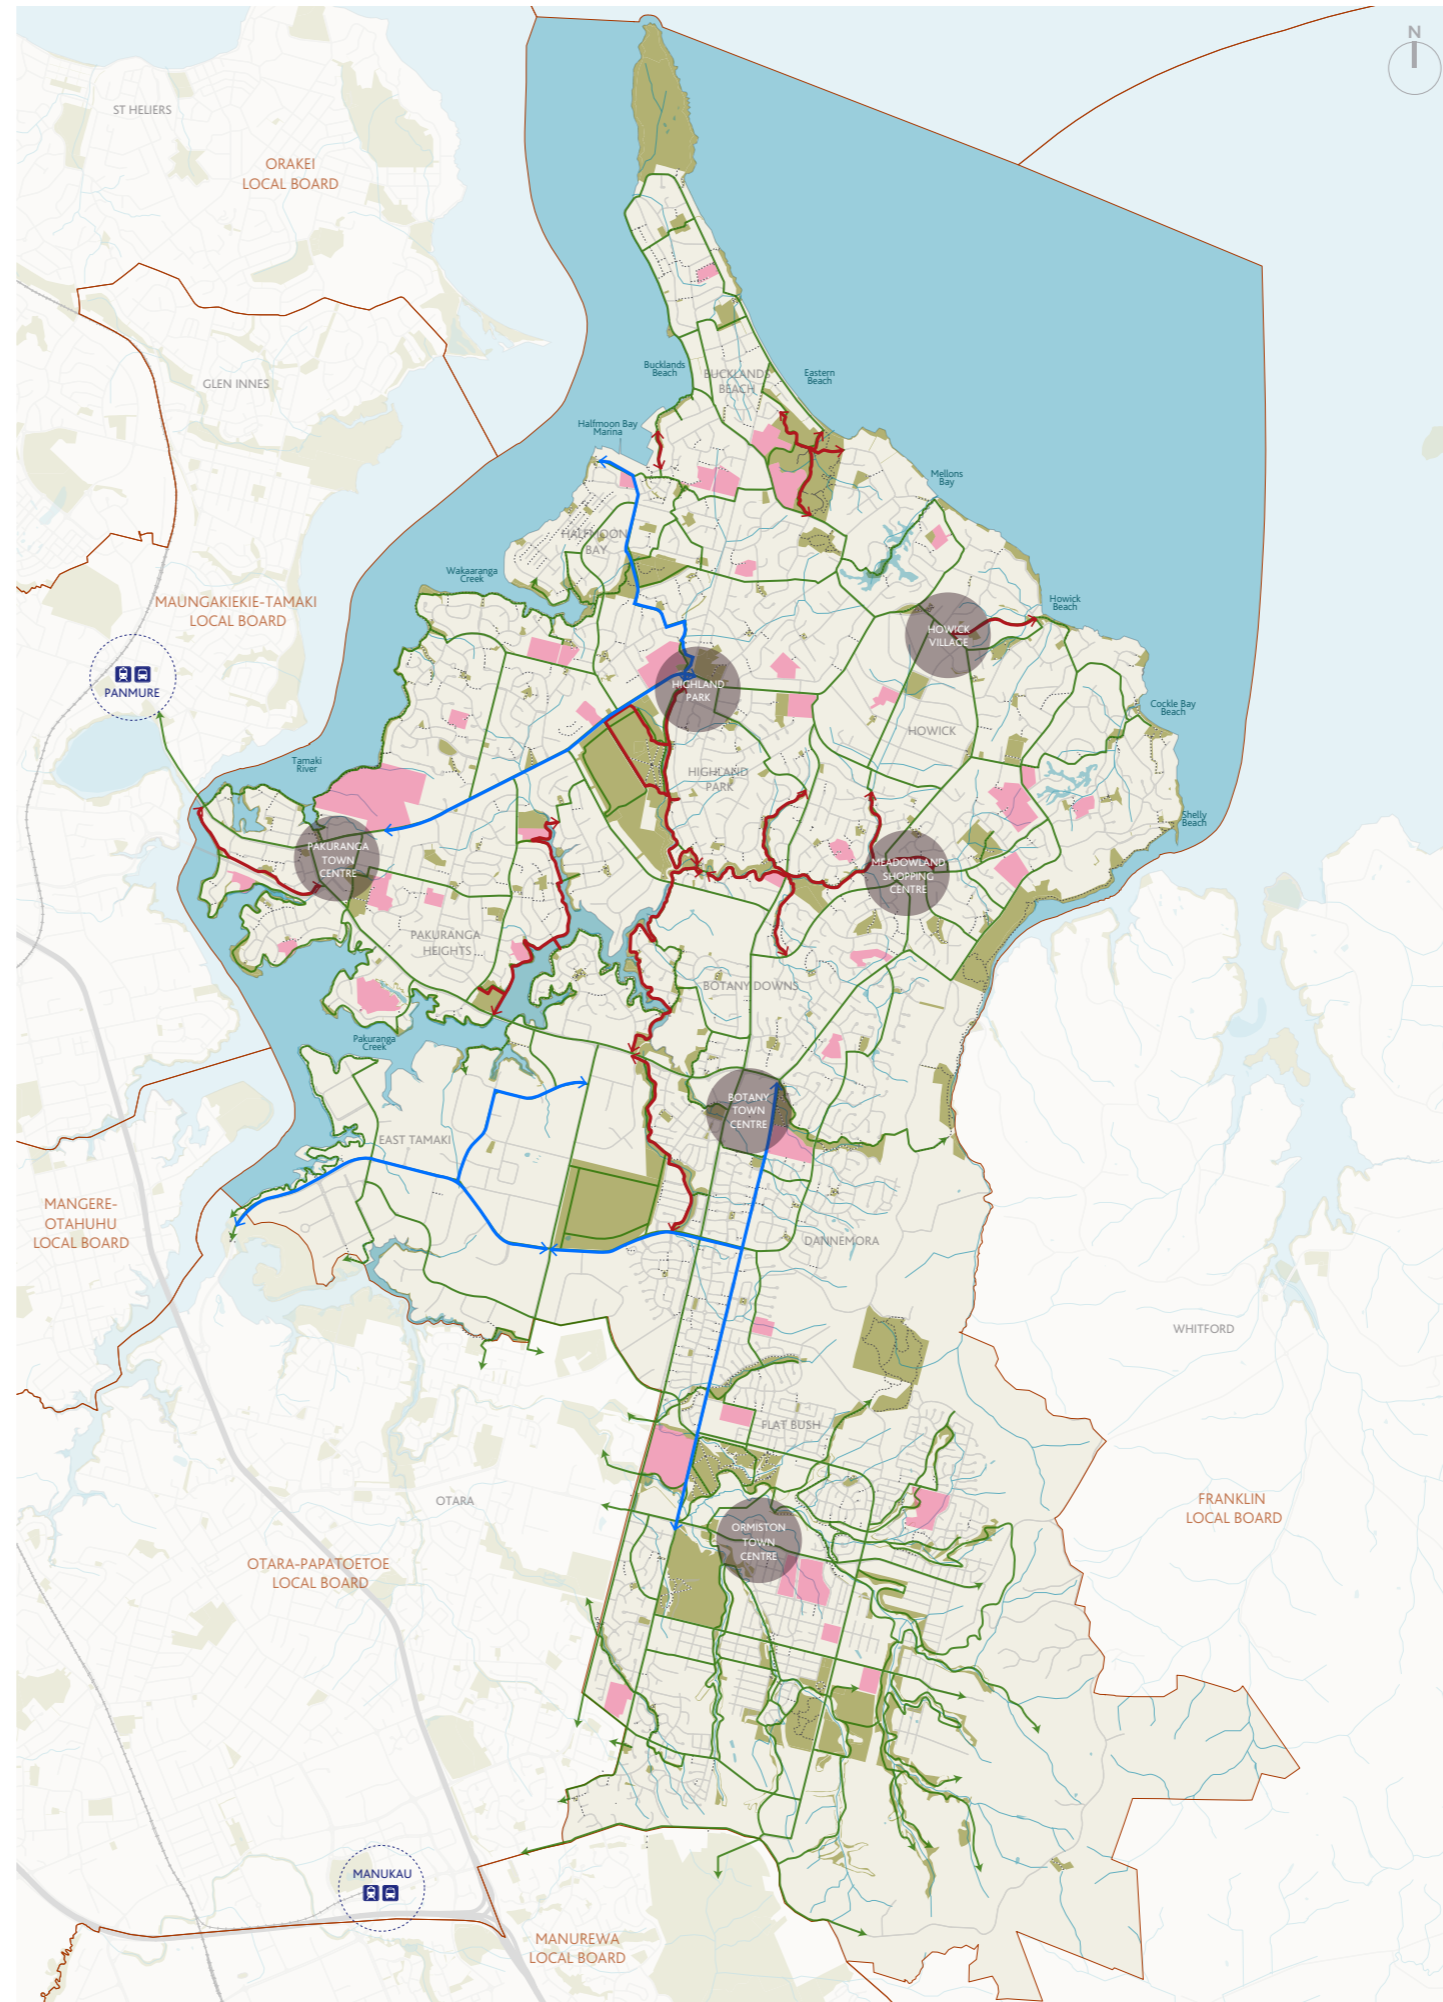 N
ST HELIERS
ORAKEI
LOCAL BOARD
GLEN INNES
Bucklands
Beach
BUCKLANDS
BEACH
Eastern
Beach
Halfmoon Bay
Marina
Mellons
Bay
HALFMOON
BAY
Wakaaranga
Creek
MAUNGAKIEKIE-TAMAKI
LOCAL BOARD
Howick
Beach
HOWICK
VILLAGE
PANMURE
HIGHLAND
PARK
Cockle Bay
Beach
HOWICK
Tamaki
River
HIGHLAND
PARK
Shelly
Beach
PAKURANGA
TOWN
CENTRE
MEADOWLAND
SHOPPING
CENTRE
PAKURANGA
HEIGHTS
BOTANY DOWNS
Pakuranga
Creek
BOTANY
TOWN
CENTRE
EAST TAMAKI
MANGERE-
OTAHUHU
LOCAL BOARD
DANNEMORA
WHITFORD
FLAT BUSH
OTARA
FRANKLIN
LOCAL BOARD
ORMISTON
TOWN
CENTRE
OTARA-PAPATOETOE
LOCAL BOARD
MANUKAU
MANUREWA
LOCAL BOARD